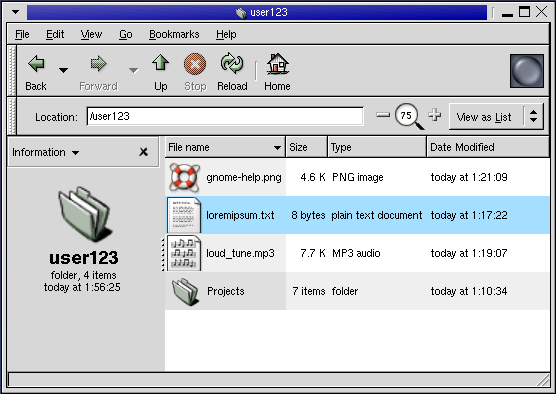 user123
File Edit View Go Bookmarks Help
Back Forward Up Stop Reload Home
Location: /user123 75 View as List
Information File name Size Type Date Modified
gnome-help.png 4.6 K PNG image today at 1:21:09
loremipsum.txt 8 bytes plain text document today at 1:17:22
loud_tune.mp3 7.7 K MP3 audio today at 1:19:07
Projects 7 items folder today at 1:10:34
user123
folder, 4 items
today at 1:56:25